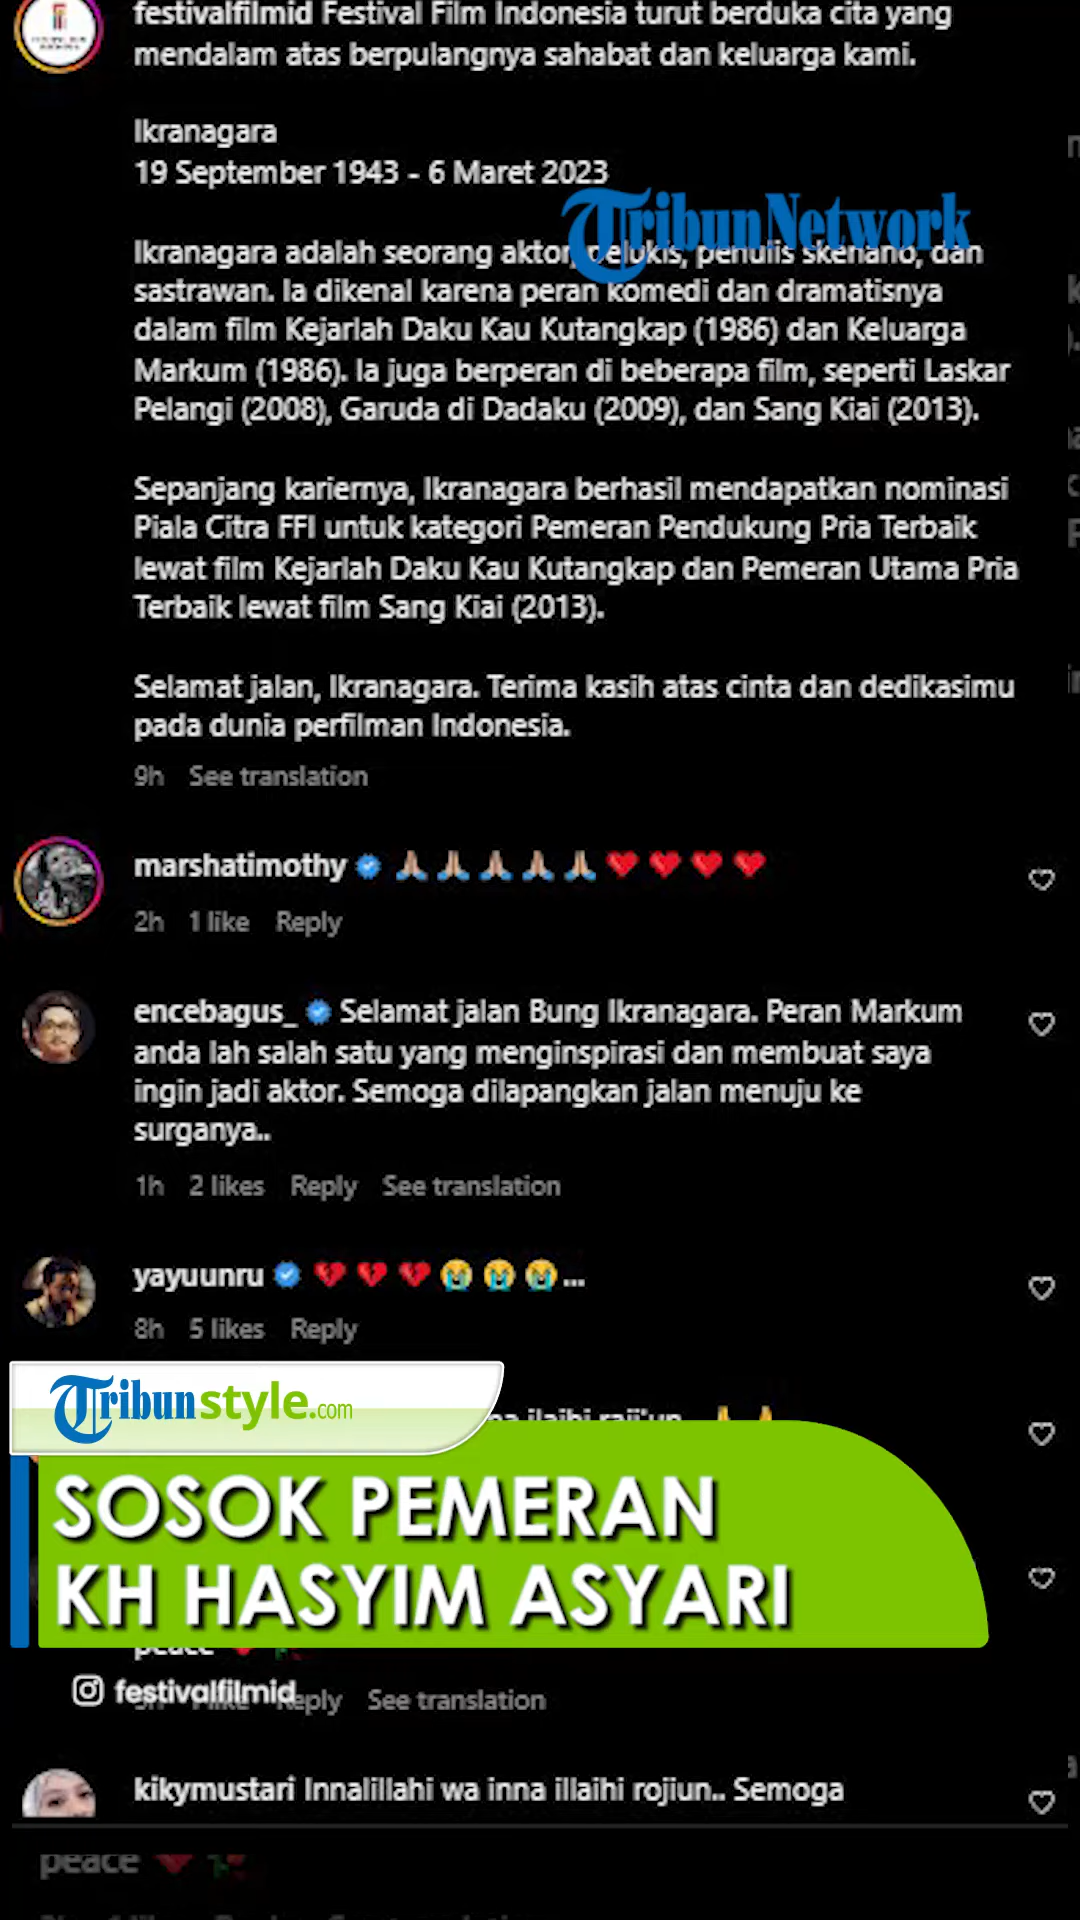 festivalfilmid Festival Film Indonesia turut berduka cita yang
mendalam atas berpulangnya sahabat dan keluarga kami.
Ikranagara
19 September 1943 - 6 Maret 2023
TribunNetwork
Ikranagara adalah seorang aktor, pelukis, penulis skenario, dan
sastrawan. Ia dikenal karena peran komedi dan dramatisnya
dalam film Kejarlah Daku Kau Kutangkap (1986) dan Keluarga
Markum (1986). Ia juga berperan di beberapa film, seperti Laskar
Pelangi (2008), Garuda di Dadaku (2009), dan Sang Kiai (2013).
Sepanjang kariernya, Ikranagara berhasil mendapatkan nominasi
Piala Citra FFI untuk kategori Pemeran Pendukung Pria Terbaik
lewat film Kejarlah Daku Kau Kutangkap dan Pemeran Utama Pria
Terbaik lewat film Sang Kiai (2013).
Selamat jalan, Ikranagara. Terima kasih atas cinta dan dedikasimu
pada dunia perfilman Indonesia.
9h See translation
marshatimothy 🙏🏽🙏🏽🙏🏽🙏🏽🙏🏽❤️❤️❤️❤️
2h 1 like Reply
encebagus_ Selamat jalan Bung Ikranagara. Peran Markum
anda lah salah satu yang menginspirasi dan membuat saya
ingin jadi aktor. Semoga dilapangkan jalan menuju ke
surganya..
1h 2 likes Reply See translation
yayuunru 💔💔💔😭😭😭...
8h 5 likes Reply
Tribunstyle.com
ilaihi raji'un
SOSOK PEMERAN
KH HASYIM ASYARI
peace
festivalfilmid
Reply See translation
kikymustari Innalillahi wa inna illaihi rojiun.. Semoga
peace